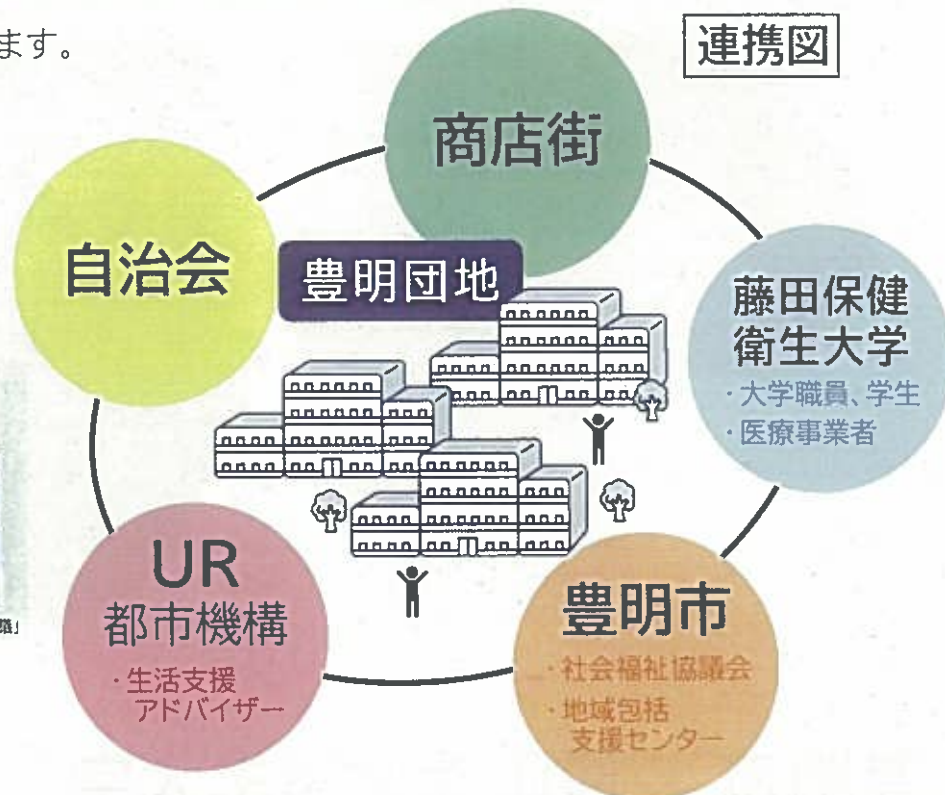 ます。
連携図
商店街
自治会
豊明団地
藤田保健
衛生大学
・大学職員、学生
・医療事業者
UR
都市機構
・生活支援
アドバイザー
豊明市
・社会福祉協議会
・地域包括
支援センター